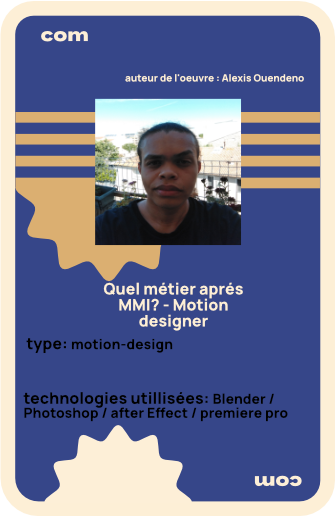 com
auteur de l'oeuvre : Alexis Ouendeno
Quel métier aprés
MMI? - Motion
designer
type: motion-design
technologies utillisées: Blender /
Photoshop / after Effect / premiere pro
com